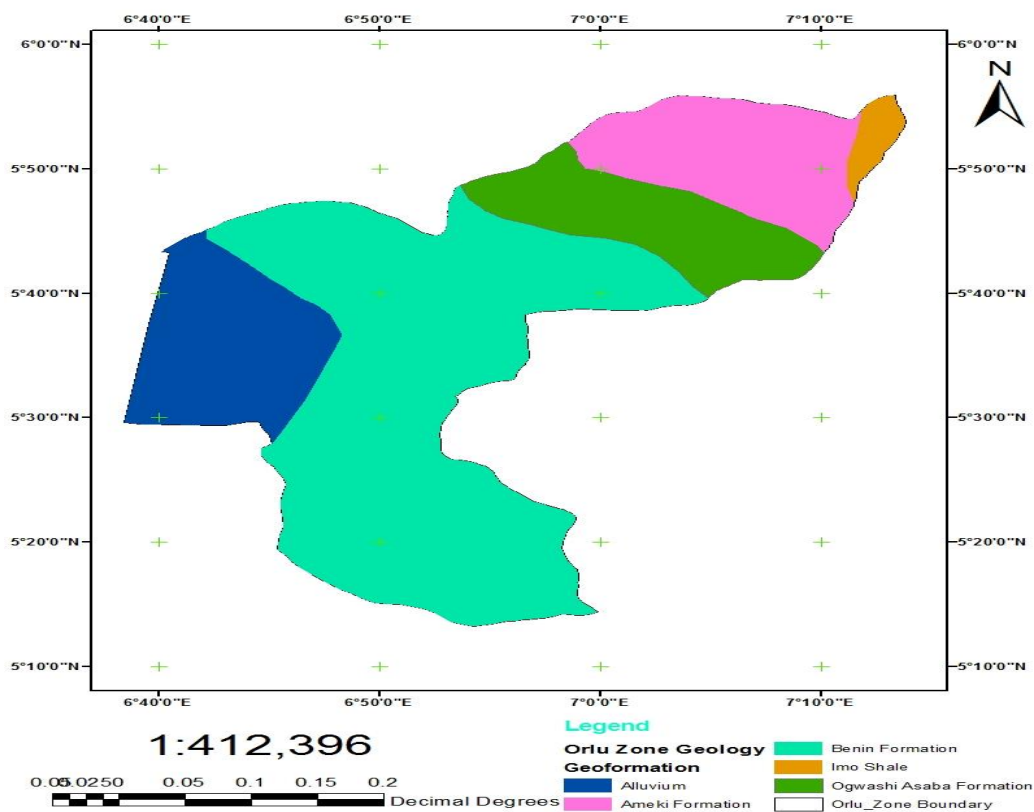 6°40'0"E 6°50'0"E 7°0'0"E 7°10'0"E
6°0'0"N 6°0'0"N
N
5°50'0"N 5°50'0"N
5°40'0"N 5°40'0"N
5°30'0"N 5°30'0"N
5°20'0"N 5°20'0"N
5°10'0"N 5°10'0"N
6°40'0"E 6°50'0"E 7°0'0"E 7°10'0"E
1:412,396
0.05 0.025 0 0.05 0.1 0.15 0.2
Decimal Degrees
Legend
Orlu Zone Geology
Geoformation
Alluvium
Ameki Formation
Benin Formation
Imo Shale
Ogwashi Asaba Formation
Orlu_Zone Boundary